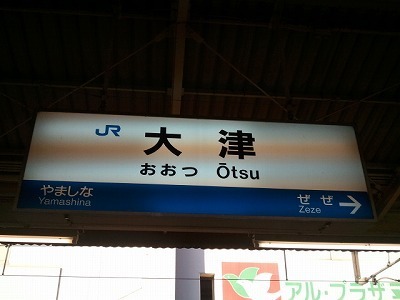 JR 大津
おおつ Ōtsu
やましな
Yamashina
ぜぜ →
Zeze
アル・プラザ